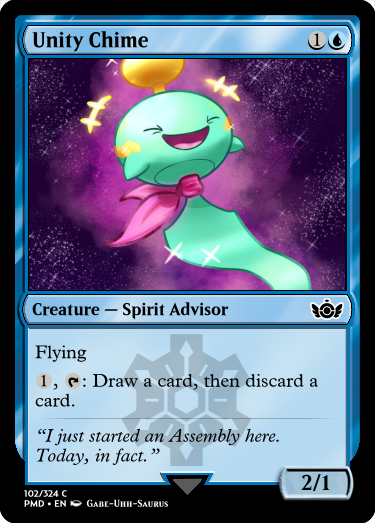 Unity Chime 1
Creature — Spirit Advisor
Flying
1, : Draw a card, then discard a
card.
“I just started an Assembly here.
Today, in fact.”
2/1
102/324 C
PMD • EN Gabe-Uhh-Saurus